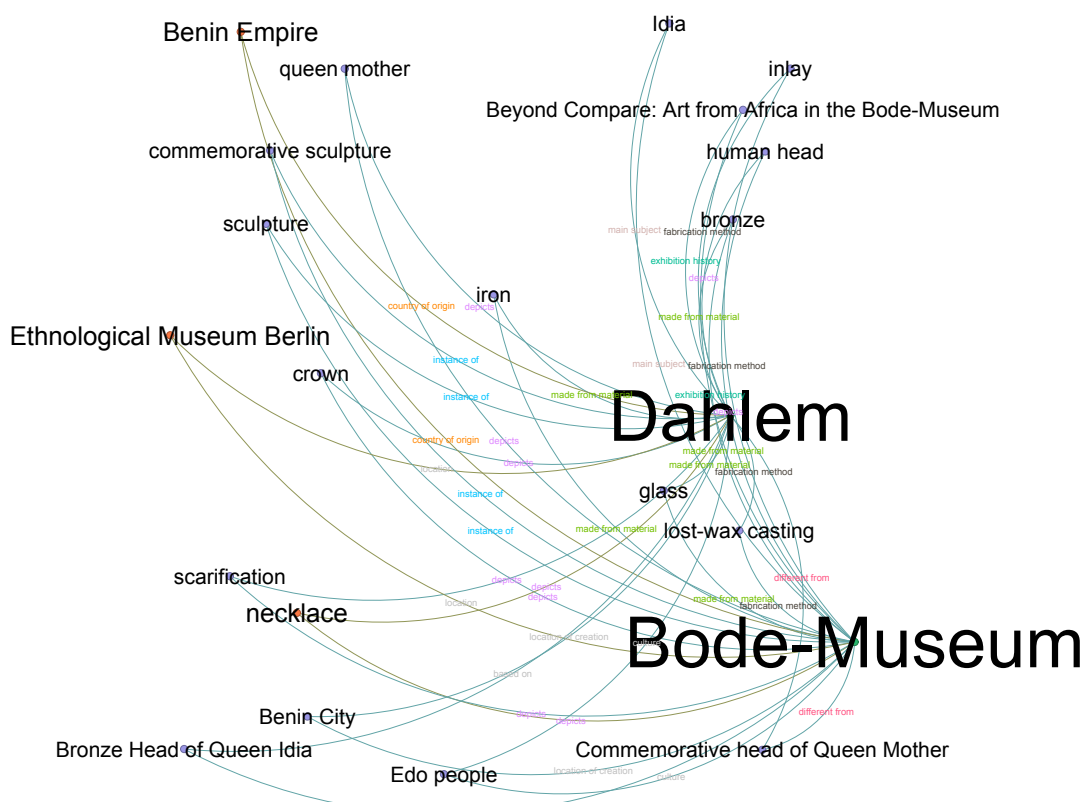 Idia
Benin Empire
queen mother
inlay
Beyond Compare: Art from Africa in the Bode-Museum
commemorative sculpture
human head
sculpture
bronze
main subject
fabrication method
exhibition history
depicts
iron
country of origin
depicts
made from material
Ethnological Museum Berlin
instance of
main subject
fabrication method
crown
instance of
made from material
exhibition history
depicts
Dahlem
country of origin
depicts
made from material
location
depicts
made from material
fabrication method
glass
instance of
instance of
made from material
lost-wax casting
scarification
depicts
different from
depicts
depicts
made from material
location
fabrication method
necklace
location of creation
culture
Bode-Museum
based on
Benin City
depicts
depicts
different from
Bronze Head of Queen Idia
Commemorative head of Queen Mother
Edo people
location of creation
culture